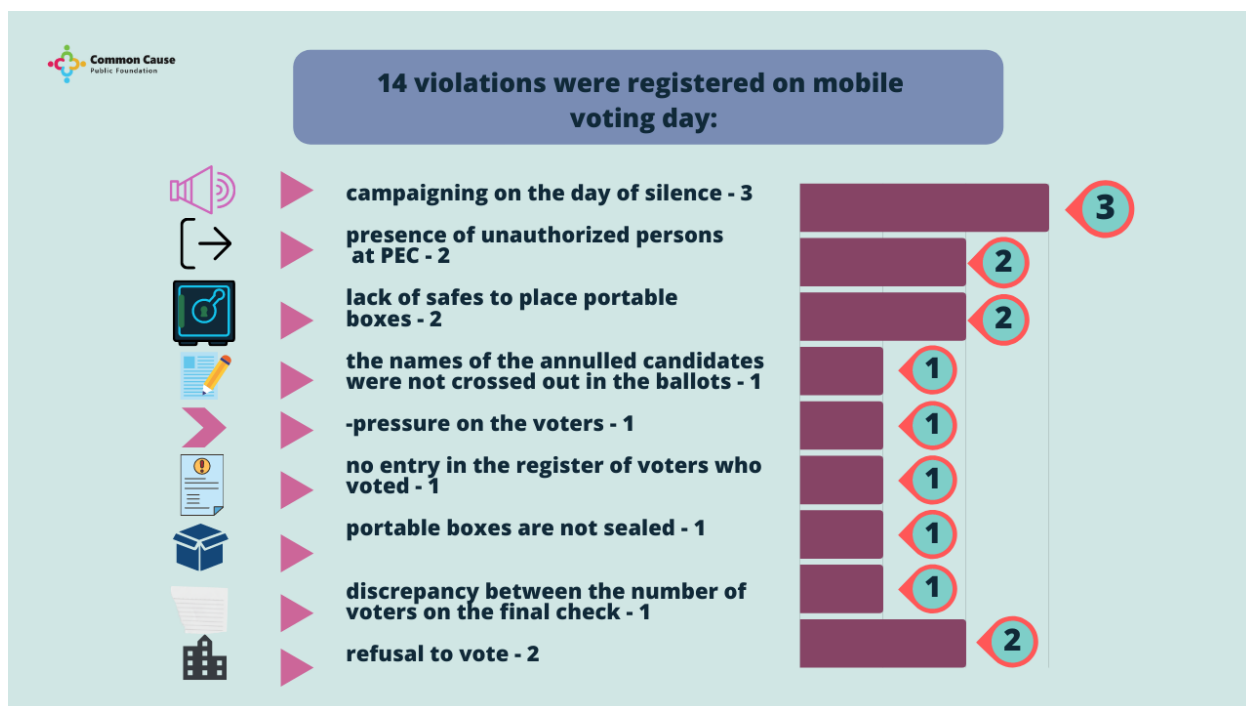 Common Cause
Public Foundation
14 violations were registered on mobile
voting day:
campaigning on the day of silence - 3
presence of unauthorized persons
at PEC - 2
lack of safes to place portable
boxes - 2
the names of the annulled candidates
were not crossed out in the ballots - 1
-pressure on the voters - 1
no entry in the register of voters who
voted - 1
portable boxes are not sealed - 1
discrepancy between the number of
voters on the final check - 1
refusal to vote - 2
3
2
2
1
1
1
1
1
2